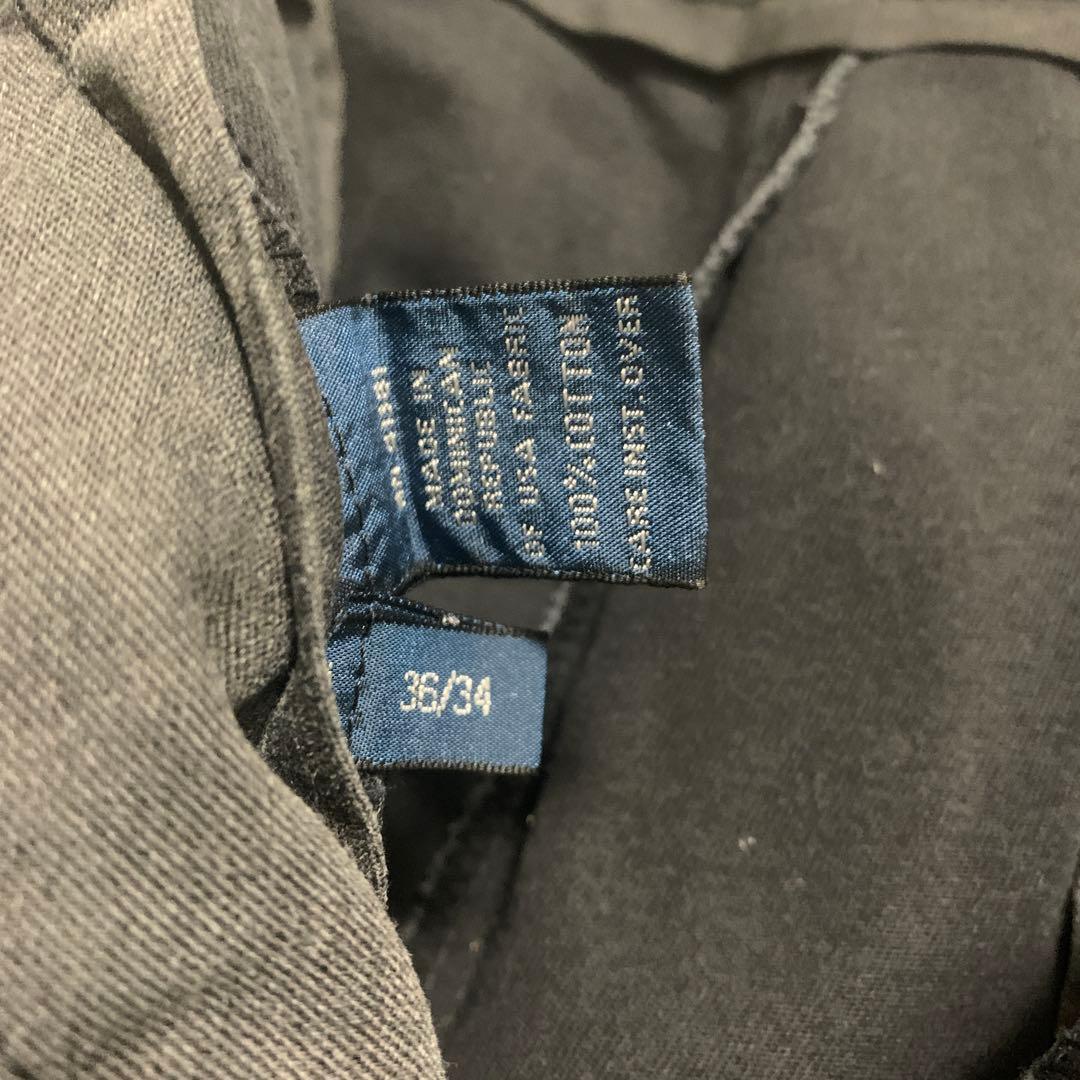 MADE IN
DOMINICAN
REPUBLIC
OF USA FABRIC
100% COTTON
CARE INST. OVER
36/34